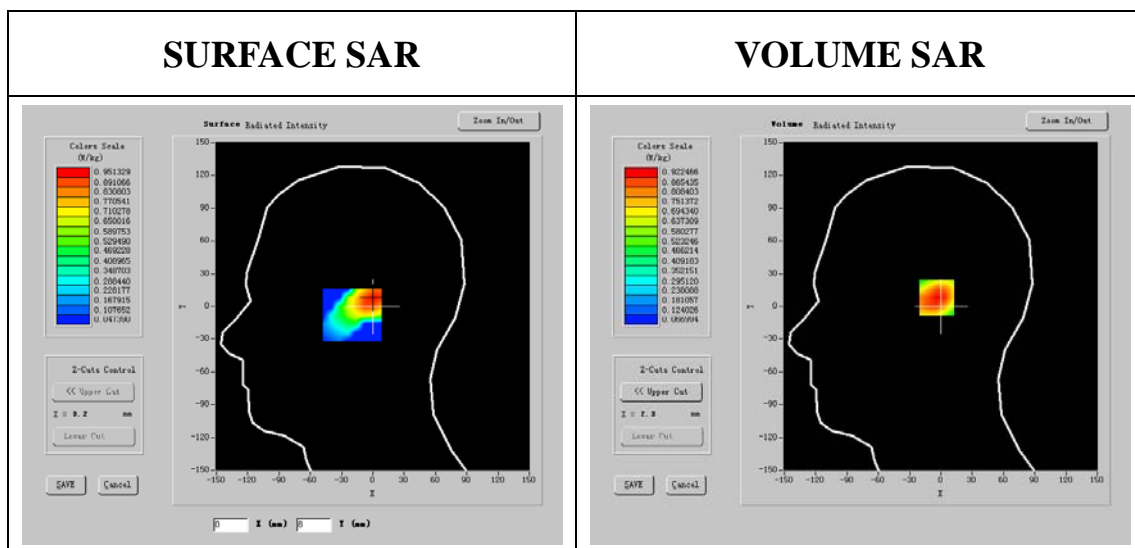 SURFACE SAR
VOLUME SAR
Surface Radiated Intensity
Zoom In/Out
Colors Scale
(W/kg)
0.951329
0.891066
0.830803
0.770541
0.710278
0.650016
0.589753
0.529490
0.469228
0.408965
0.348703
0.288440
0.228177
0.167915
0.107652
0.047390
150
120
90
60
30
0
-30
-60
-90
-120
-150
Y
-150 -120 -90 -60 -30 0 30 60 90 120 150
X
Z-Cuts Control
<< Upper Cut
mm
Lower Cut
SAVE
Cancel
0 X (mm) 8 Y (mm)
Volume Radiated Intensity
Zoom In/Out
Colors Scale
(W/kg)
0.922466
0.865435
0.808403
0.751372
0.694340
0.637309
0.580277
0.523246
0.466214
0.409183
0.352151
0.295120
0.238088
0.181057
0.124026
0.066994
150
120
90
60
30
0
-30
-60
-90
-120
-150
Y
-150 -120 -90 -60 -30 0 30 60 90 120 150
X
Z-Cuts Control
<< Upper Cut
mm
Lower Cut
SAVE
Cancel